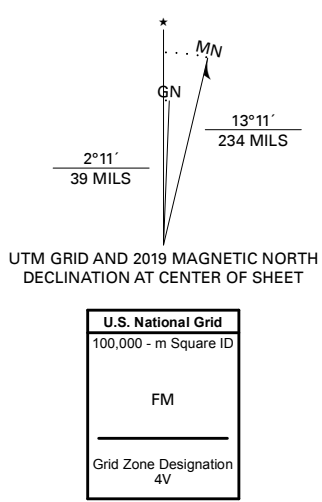 ★
MN
GN
13°11´
234 MILS
2°11´
39 MILS
UTM GRID AND 2019 MAGNETIC NORTH
DECLINATION AT CENTER OF SHEET
U.S. National Grid
100,000 - m Square ID
FM
Grid Zone Designation
4V